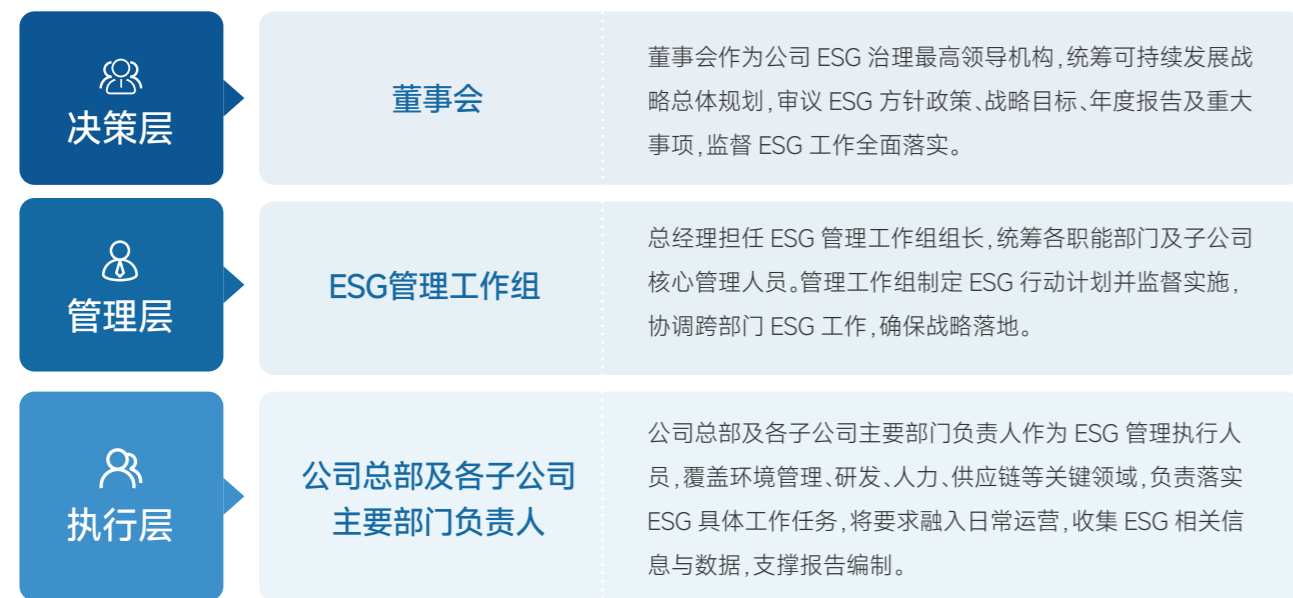 决策层
董事会
董事会作为公司 ESG 治理最高领导机构,统筹可持续发展战
略总体规划,审议 ESG 方针政策、战略目标、年度报告及重大
事项,监督 ESG 工作全面落实。
管理层
ESG管理工作组
总经理担任 ESG 管理工作组组长,统筹各职能部门及子公司
核心管理人员。管理工作组制定 ESG 行动计划并监督实施,
协调跨部门 ESG 工作,确保战略落地。
执行层
公司总部及各子公司
主要部门负责人
公司总部及各子公司主要部门负责人作为 ESG 管理执行人
员,覆盖环境管理、研发、人力、供应链等关键领域,负责落实
ESG 具体工作任务,将要求融入日常运营,收集 ESG 相关信
息与数据,支撑报告编制。